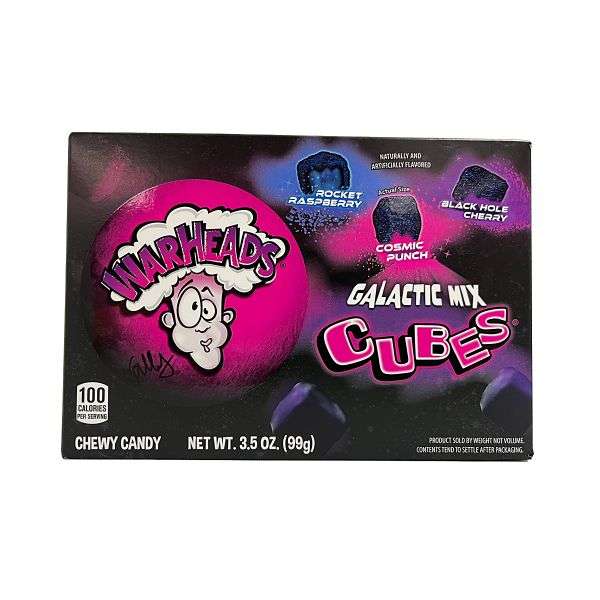 WARHEADS®
NATURALLY AND
ARTIFICIALLY FLAVORED
ROCKET
RASPBERRY
Actual Size
COSMIC
PUNCH
BLACK HOLE
CHERRY
GALACTIC MIX
CUBES®
100
CALORIES
PER SERVING
CHEWY CANDY
NET WT. 3.5 OZ. (99g)
PRODUCT SOLD BY WEIGHT NOT VOLUME.
CONTENTS TEND TO SETTLE AFTER PACKAGING.